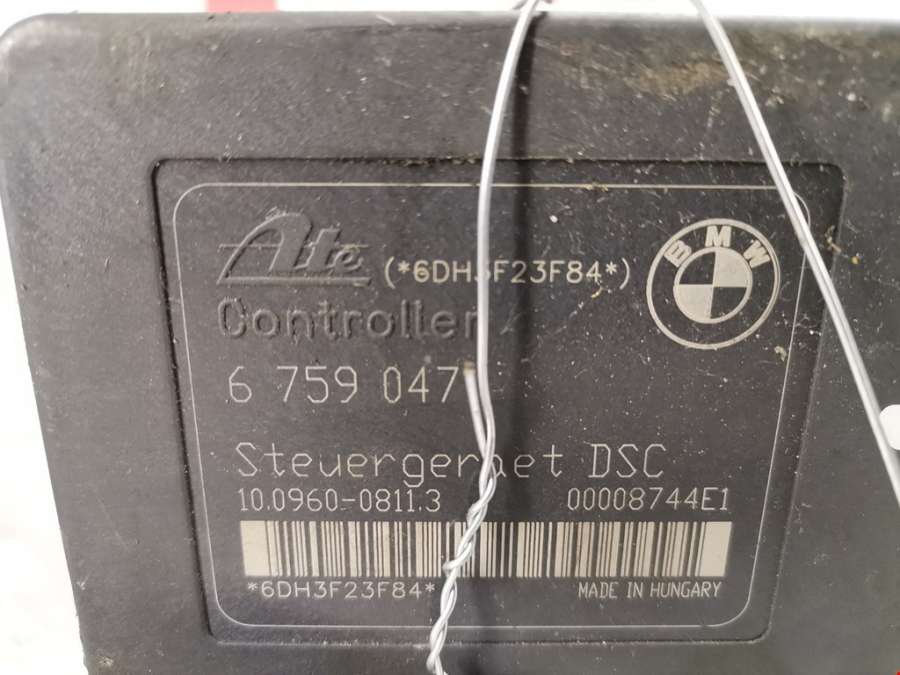 Ate (*6DH3F23F84*)
BMW
Controller
6 759 047
Steuergeraet DSC
10.0960-0811.3 00008744E1
*6DH3F23F84* MADE IN HUNGARY